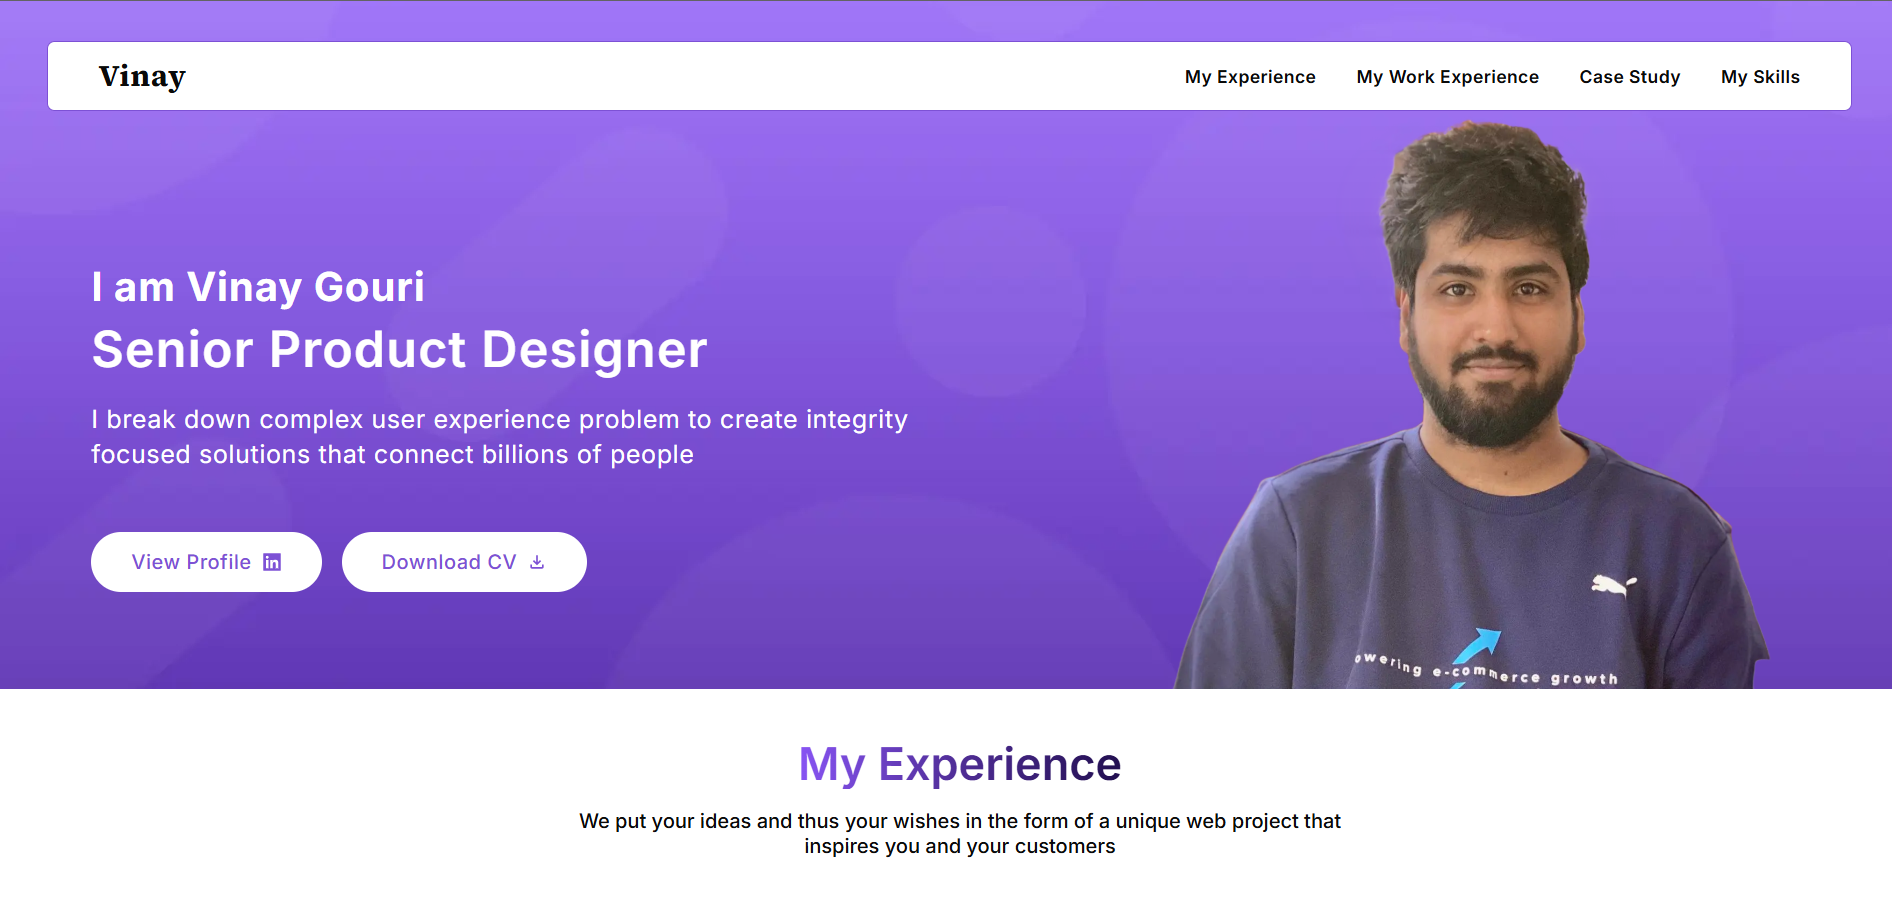 Vinay
My Experience
My Work Experience
Case Study
My Skills
I am Vinay Gouri
Senior Product Designer
I break down complex user experience problem to create integrity
focused solutions that connect billions of people
View Profile in
Download CV
owering e-commerce growth
My Experience
We put your ideas and thus your wishes in the form of a unique web project that
inspires you and your customers